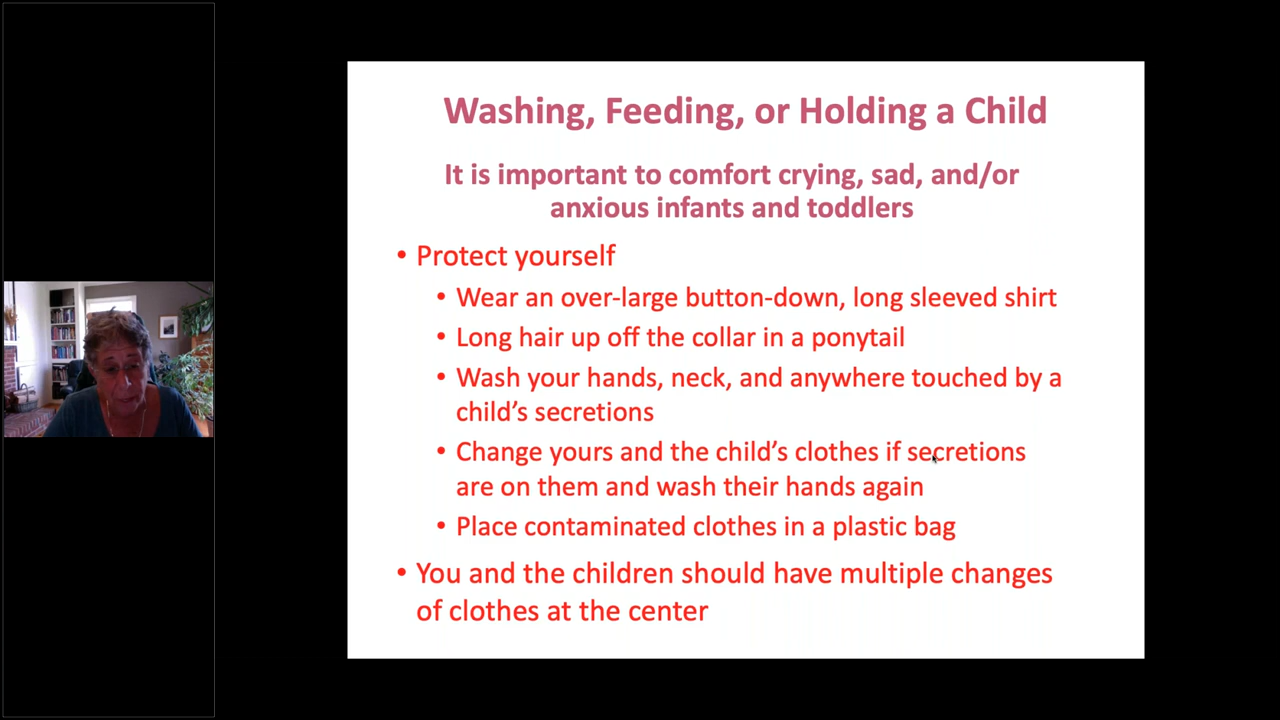 Washing, Feeding, or Holding a Child
It is important to comfort crying, sad, and/or
anxious infants and toddlers
• Protect yourself
• Wear an over-large button-down, long sleeved shirt
• Long hair up off the collar in a ponytail
• Wash your hands, neck, and anywhere touched by a
child's secretions
• Change yours and the child's clothes if secretions
are on them and wash their hands again
• Place contaminated clothes in a plastic bag
• You and the children should have multiple changes
of clothes at the center